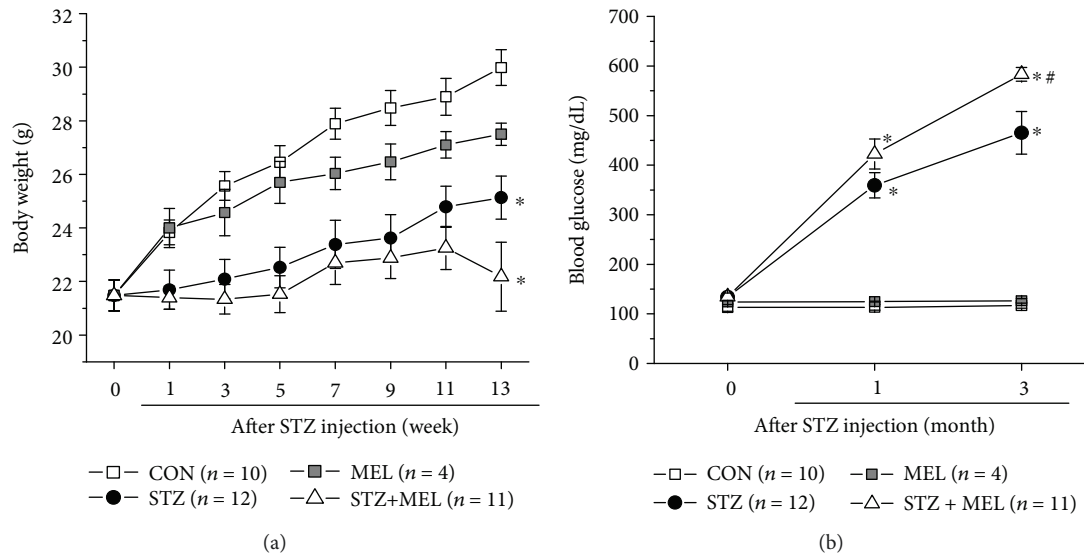 32
30
28
26
24
22
20
Body weight (g)
*
*
0 1 3 5 7 9 11 13
After STZ injection (week)
CON (n = 10) MEL (n = 4)
STZ (n = 12) STZ+MEL (n = 11)
(a)
700
600
500
400
300
200
100
0
Blood glucose (mg/dL)
* #
*
*
*
0 1 3
After STZ injection (month)
CON (n = 10) MEL (n = 4)
STZ (n = 12) STZ + MEL (n = 11)
(b)